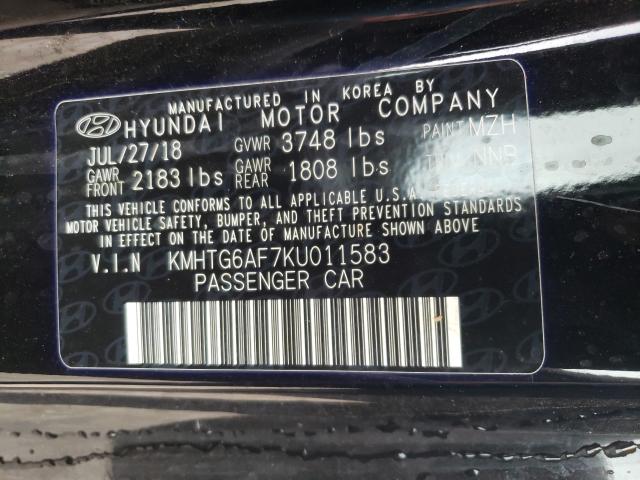 MANUFACTURED IN KOREA BY
HYUNDAI MOTOR COMPANY
JUL/27/18 GVWR 3748 lbs PAINT MZH
GAWR FRONT 2183 lbs GAWR REAR 1808 lbs TRIM NNB
THIS VEHICLE CONFORMS TO ALL APPLICABLE U.S.A.
MOTOR VEHICLE SAFETY, BUMPER, AND THEFT PREVENTION STANDARDS
IN EFFECT ON THE DATE OF MANUFACTURE SHOWN ABOVE
V.I.N KMHTG6AF7KU011583
PASSENGER CAR